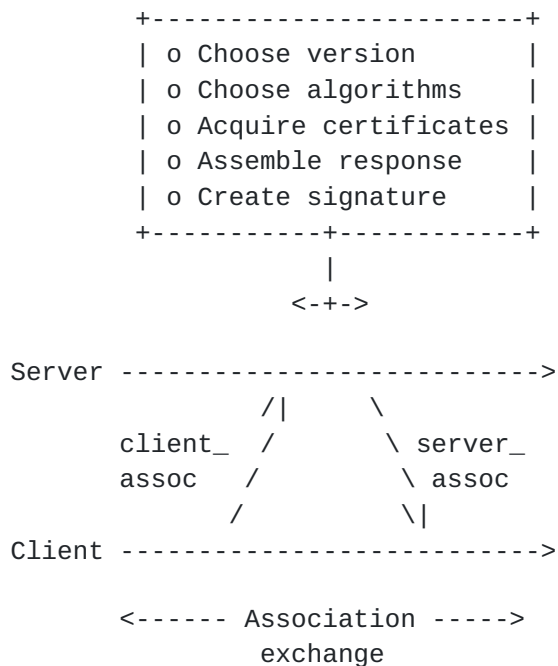 +-------------------------+
| o Choose version        |
| o Choose algorithms     |
| o Acquire certificates |
| o Assemble response     |
| o Create signature      |
+------------+------------+
|
<-+->
Server --------------------------->
/|     \
client_  /       \ server_
assoc   /         \ assoc
/          \|
Client --------------------------->
<------ Association ----->
exchange